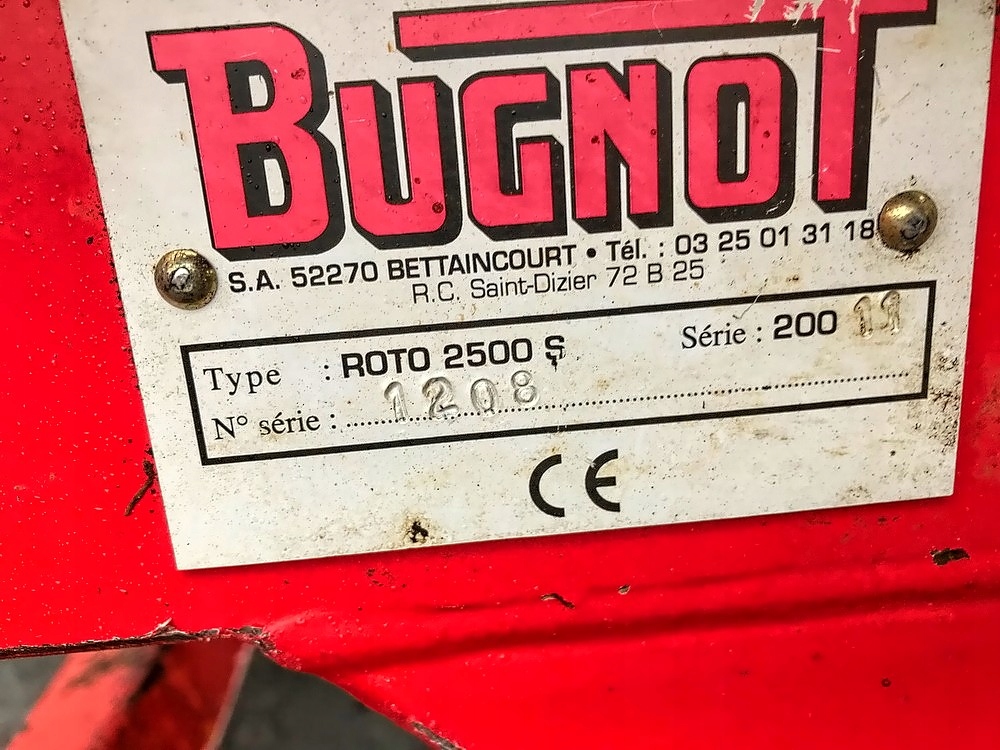 BUGNOT
S.A. 52270 BETTAINCOURT • Tél. : 03 25 01 31 18
R.C. Saint-Dizier 72 B 25
Type : ROTO 2500 S Série : 200 11
N° série : 1208
CE